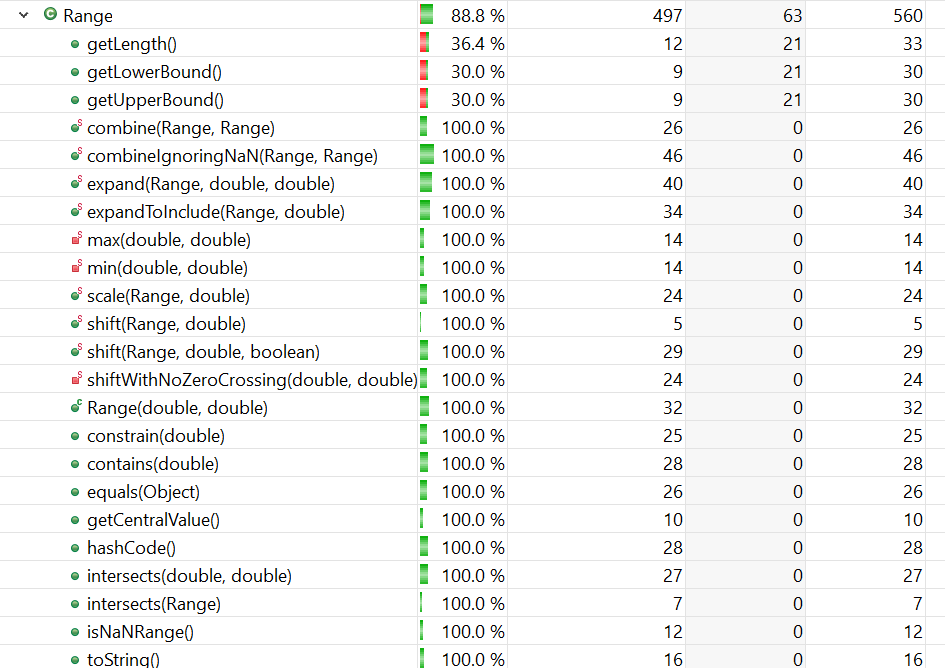 Range 88.8 % 497 63 560
getLength() 36.4 % 12 21 33
getLowerBound() 30.0 % 9 21 30
getUpperBound() 30.0 % 9 21 30
combine(Range, Range) 100.0 % 26 0 26
combineIgnoringNaN(Range, Range) 100.0 % 46 0 46
expand(Range, double, double) 100.0 % 40 0 40
expandToInclude(Range, double) 100.0 % 34 0 34
max(double, double) 100.0 % 14 0 14
min(double, double) 100.0 % 14 0 14
scale(Range, double) 100.0 % 24 0 24
shift(Range, double) 100.0 % 5 0 5
shift(Range, double, boolean) 100.0 % 29 0 29
shiftWithNoZeroCrossing(double, double) 100.0 % 24 0 24
Range(double, double) 100.0 % 32 0 32
constrain(double) 100.0 % 25 0 25
contains(double) 100.0 % 28 0 28
equals(Object) 100.0 % 26 0 26
getCentralValue() 100.0 % 10 0 10
hashCode() 100.0 % 28 0 28
intersects(double, double) 100.0 % 27 0 27
intersects(Range) 100.0 % 7 0 7
isNaNRange() 100.0 % 12 0 12
toString() 100.0 % 16 0 16